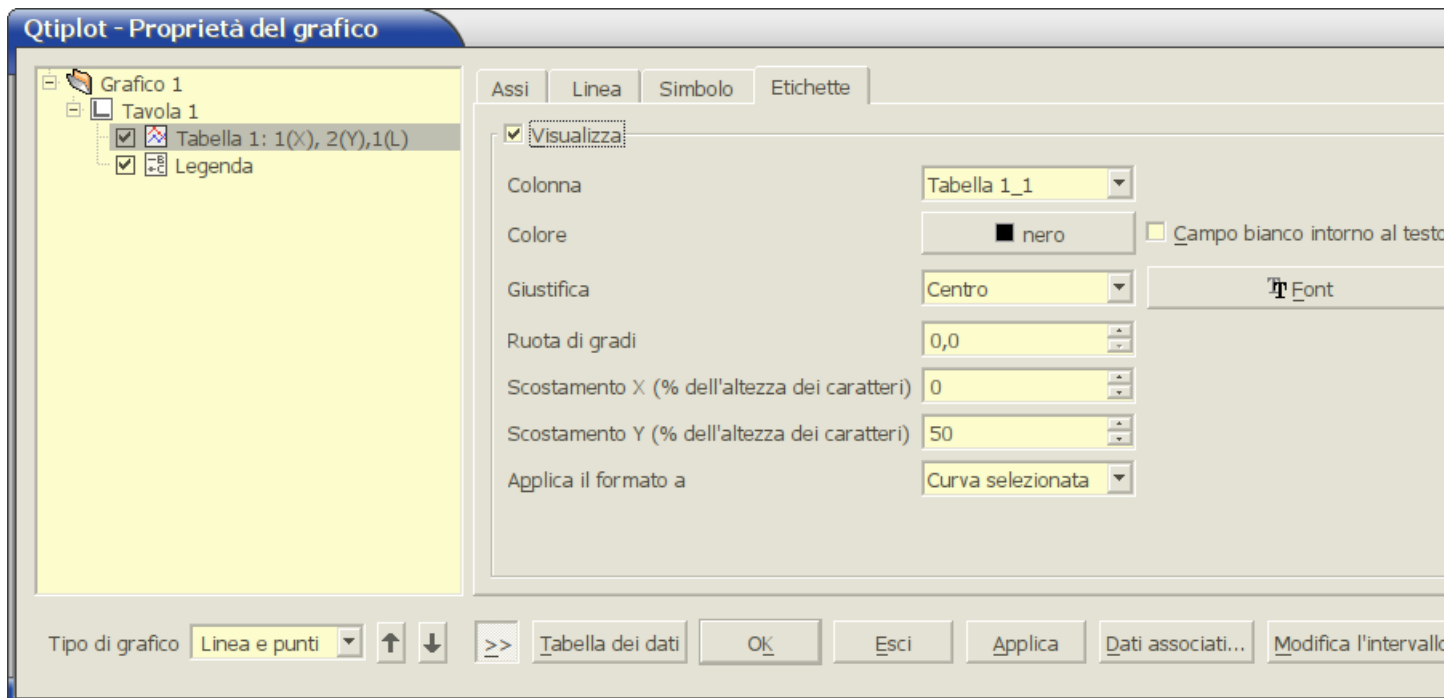 Qtiplot - Proprietà del grafico
Grafico 1
Tavola 1
Tabella 1: 1(X), 2(Y),1(L)
Legenda
Assi
Linea
Simbolo
Etichette
Visualizza
Colonna
Tabella 1_1
Colore
nero
Campo bianco intorno al testo
Giustifica
Centro
Font
Ruota di gradi
0,0
Scostamento X (% dell'altezza dei caratteri)
0
Scostamento Y (% dell'altezza dei caratteri)
50
Applica il formato a
Curva selezionata
Tipo di grafico
Linea e punti
>>
Tabella dei dati
OK
Esci
Applica
Dati associati...
Modifica l'intervallo